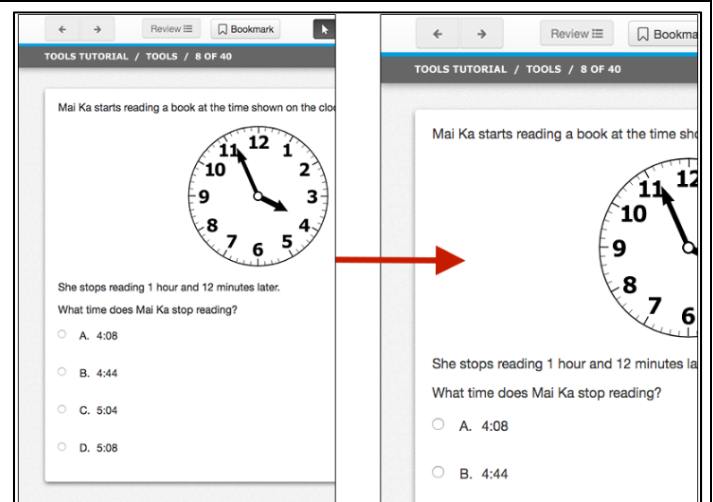 Review
Bookmark
TOOLS TUTORIAL / TOOLS / 8 OF 40
Mai Ka starts reading a book at the time shown on the clo
12
1
2
3
4
5
6
7
8
9
10
11
She stops reading 1 hour and 12 minutes later.
What time does Mai Ka stop reading?
A. 4:08
B. 4:44
C. 5:04
D. 5:08
Review
Bookma
TOOLS TUTORIAL / TOOLS / 8 OF 40
Mai Ka starts reading a book at the time sh
12
11
10
9
8
7
6
She stops reading 1 hour and 12 minutes la
What time does Mai Ka stop reading?
A. 4:08
B. 4:44